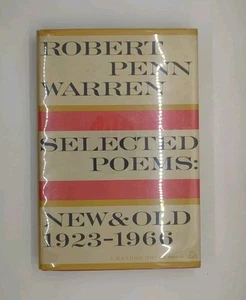 ROBERT
PENN
WARREN
SELECTED
POEMS:
NEW & OLD
1923-1966